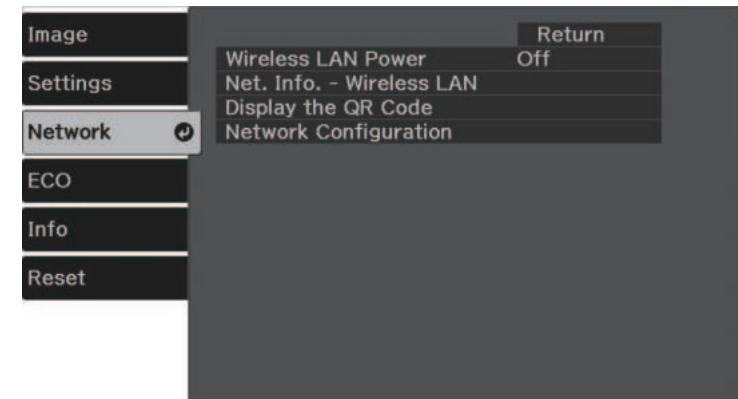 Image
Settings
Network
ECO
Info
Reset
Return
Wireless LAN Power Off
Net. Info. - Wireless LAN
Display the QR Code
Network Configuration